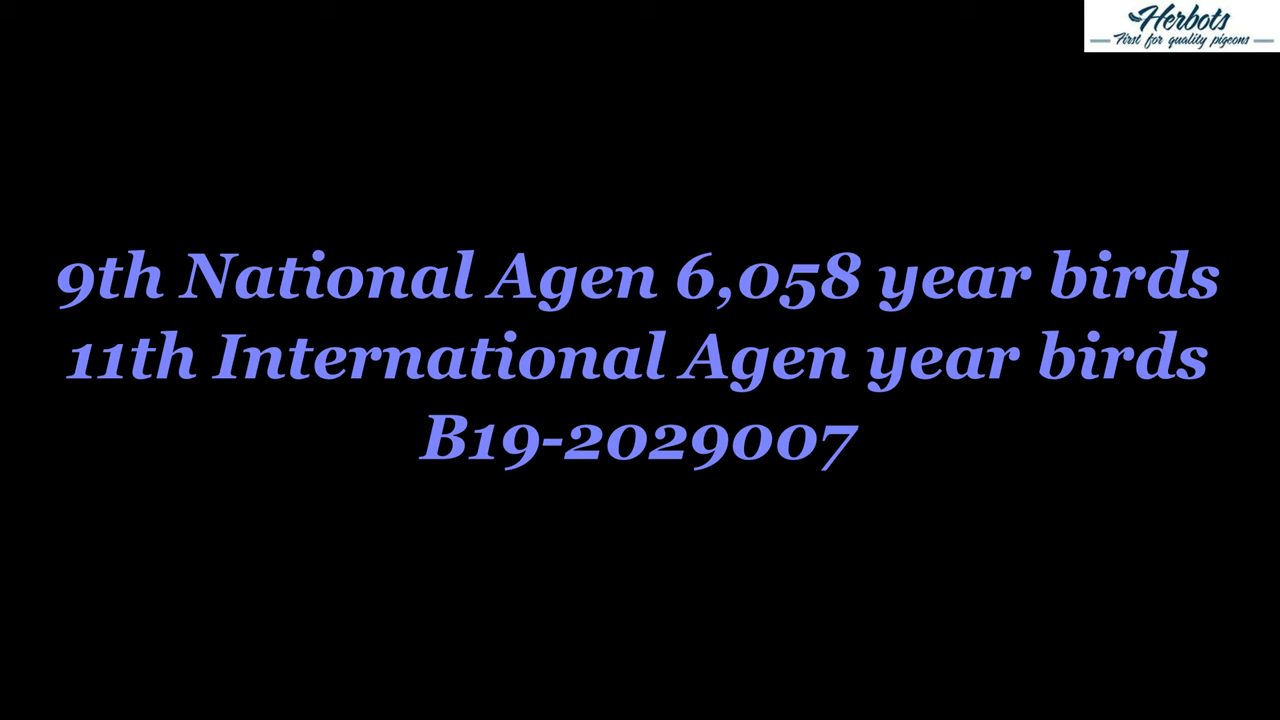 Herbots
First for quality pigeons
9th National Agen 6,058 year birds
11th International Agen year birds
B19-2029007